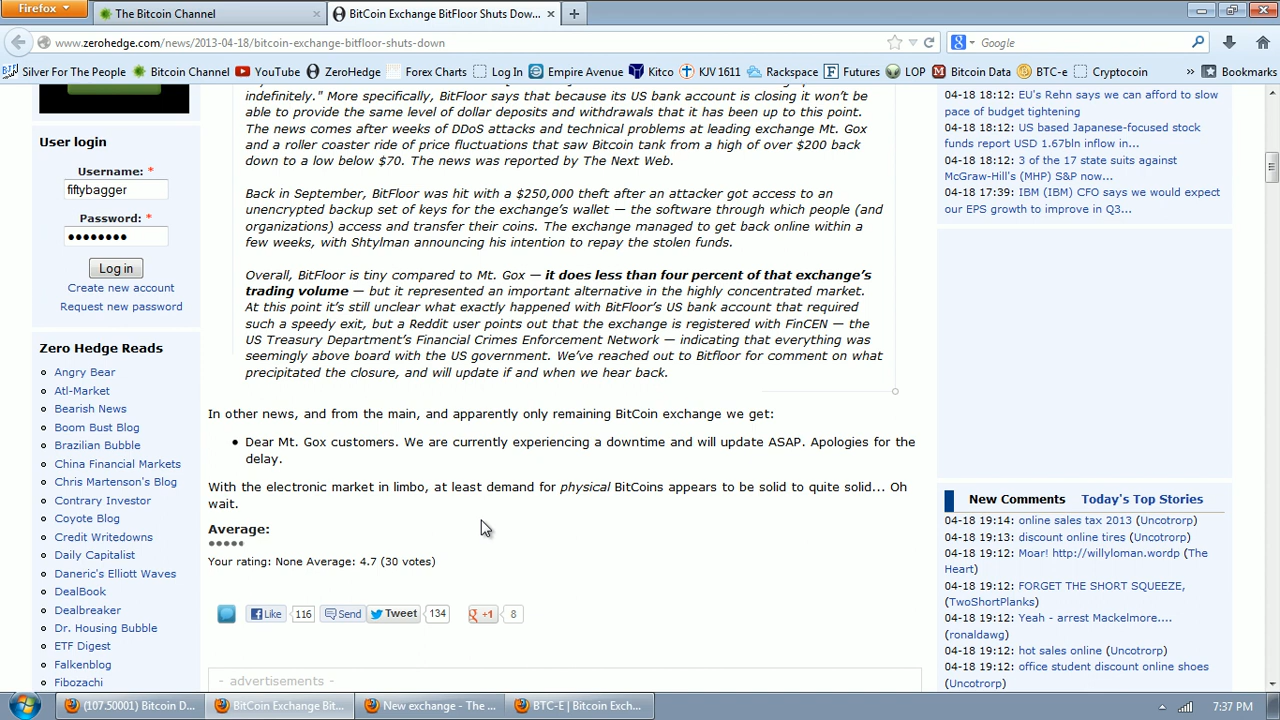 Firefox
The Bitcoin Channel
BitCoin Exchange BitFloor Shuts Dow...
www.zerohedge.com/news/2013-04-18/bitcoin-exchange-bitfloor-shuts-down
Google
Silver For The People
Bitcoin Channel
YouTube
ZeroHedge
Forex Charts
Log In
Empire Avenue
Kitco
KJV 1611
Rackspace
Futures
LOP
Bitcoin Data
BTC-e
Cryptocoin
»
Bookmarks
User login
Username: *
fiftybagger
Password: *
Log in
Create new account
Request new password
Zero Hedge Reads
Angry Bear
Atl-Market
Bearish News
Boom Bust Blog
Brazilian Bubble
China Financial Markets
Chris Martenson's Blog
Contrary Investor
Coyote Blog
Credit Writedowns
Daily Capitalist
Daneric's Elliott Waves
DealBook
Dealbreaker
Dr. Housing Bubble
ETF Digest
Falkenblog
Fibozachi
indefinitely." More specifically, BitFloor says that because its US bank account is closing it won't be
able to provide the same level of dollar deposits and withdrawals that it has been up to this point.
The news comes after weeks of DDoS attacks and technical problems at leading exchange Mt. Gox
and a roller coaster ride of price fluctuations that saw Bitcoin tank from a high of over $200 back
down to a low below $70. The news was reported by The Next Web.
Back in September, BitFloor was hit with a $250,000 theft after an attacker got access to an
unencrypted backup set of keys for the exchange's wallet — the software through which people (and
organizations) access and transfer their coins. The exchange managed to get back online within a
few weeks, with Shtylman announcing his intention to repay the stolen funds.
Overall, BitFloor is tiny compared to Mt. Gox — it does less than four percent of that exchange's
trading volume — but it represented an important alternative in the highly concentrated market.
At this point it's still unclear what exactly happened with BitFloor's US bank account that required
such a speedy exit, but a Reddit user points out that the exchange is registered with FinCEN — the
US Treasury Department's Financial Crimes Enforcement Network — indicating that everything was
seemingly above board with the US government. We've reached out to Bitfloor for comment on what
precipitated the closure, and will update if and when we hear back.
In other news, and from the main, and apparently only remaining BitCoin exchange we get:
Dear Mt. Gox customers. We are currently experiencing a downtime and will update ASAP. Apologies for the
delay.
With the electronic market in limbo, at least demand for physical BitCoins appears to be solid to quite solid... Oh
wait.
Average:
Your rating: None Average: 4.7 (30 votes)
Like 116 Send Tweet 134 +1 8
- advertisements -
04-18 18:12: EU's Rehn says we can afford to slow
pace of budget tightening
04-18 18:12: US based Japanese-focused stock
funds report USD 1.67bln inflow in...
04-18 18:12: 3 of the 17 state suits against
McGraw-Hill's (MHP) S&P now...
04-18 17:39: IBM (IBM) CFO says we would expect
our EPS growth to improve in Q3...
New Comments Today's Top Stories
04-18 19:14: online sales tax 2013 (Uncotrorp)
04-18 19:13: discount online tires (Uncotrorp)
04-18 19:12: Moar! http://willyloman.wordp (The
Heart)
04-18 19:12: FORGET THE SHORT SQUEEZE,
(TwoShortPlanks)
04-18 19:12: Yeah - arrest Mackelmore....
(ronaldawg)
04-18 19:12: hot sales online (Uncotrorp)
04-18 19:12: office student discount online shoes
(Uncotrorp)
(107.50001) Bitcoin D...
BitCoin Exchange Bit...
New exchange - The ...
BTC-E | Bitcoin Exch...
7:37 PM